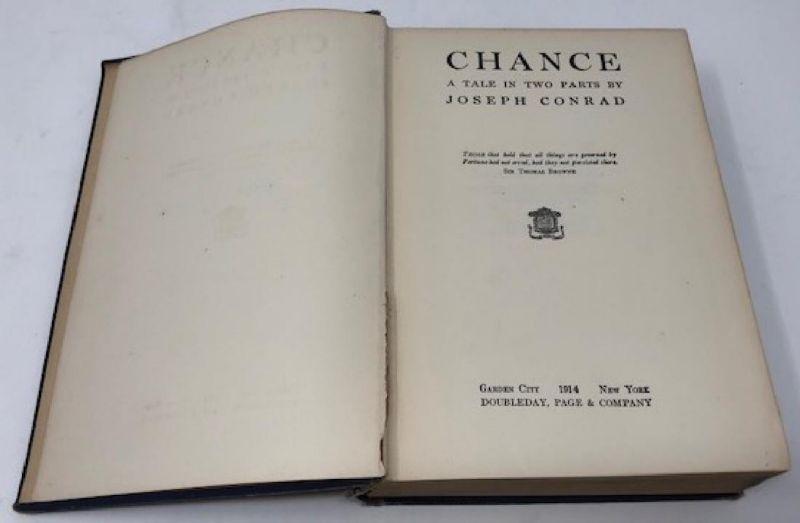 CHANCE
A TALE IN TWO PARTS BY
JOSEPH CONRAD
Those that hold that all things are governed by
Fortune had not erred, had they not persisted there.
Sir Thomas Browne
Garden City 1914 New York
DOUBLEDAY, PAGE & COMPANY